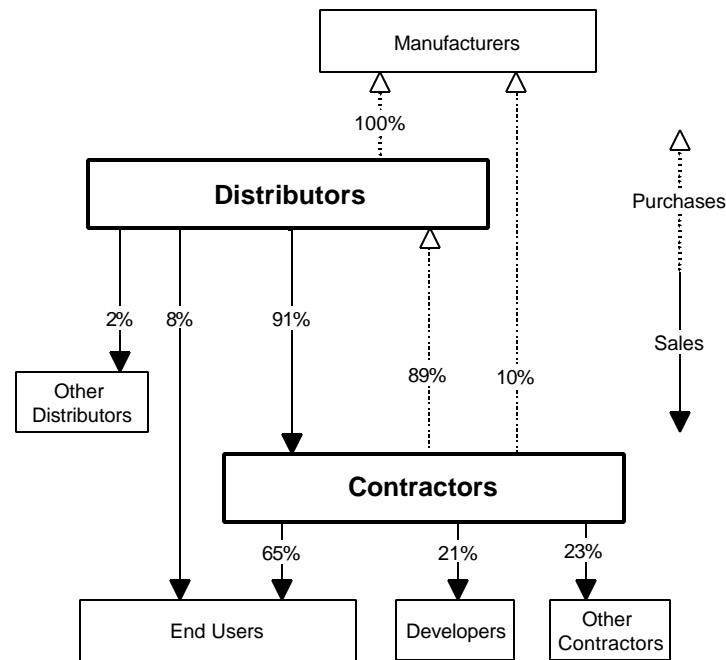 Manufacturers
100%
Distributors
Purchases
2%
8%
91%
Sales
89%
10%
Other
Distributors
Contractors
65%
21%
23%
End Users
Developers
Other
Contractors